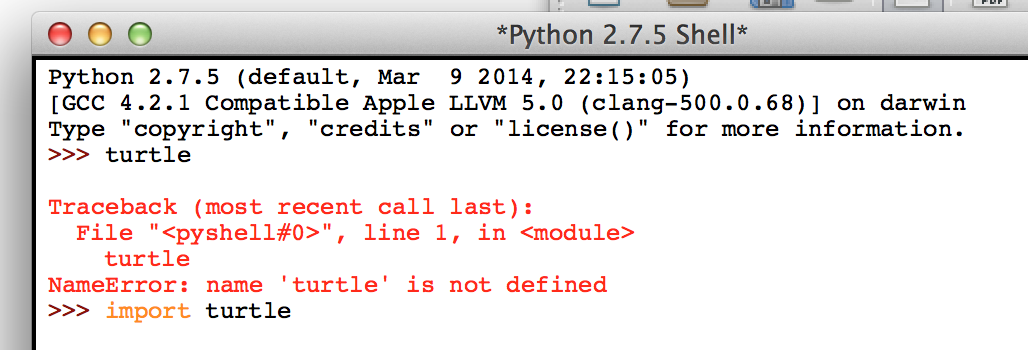 *Python 2.7.5 Shell*
Python 2.7.5 (default, Mar  9 2014, 22:15:05)
[GCC 4.2.1 Compatible Apple LLVM 5.0 (clang-500.0.68)] on darwin
Type "copyright", "credits" or "license()" for more information.
>>> turtle
Traceback (most recent call last):
  File "<pyshell#0>", line 1, in <module>
    turtle
NameError: name 'turtle' is not defined
>>> import turtle